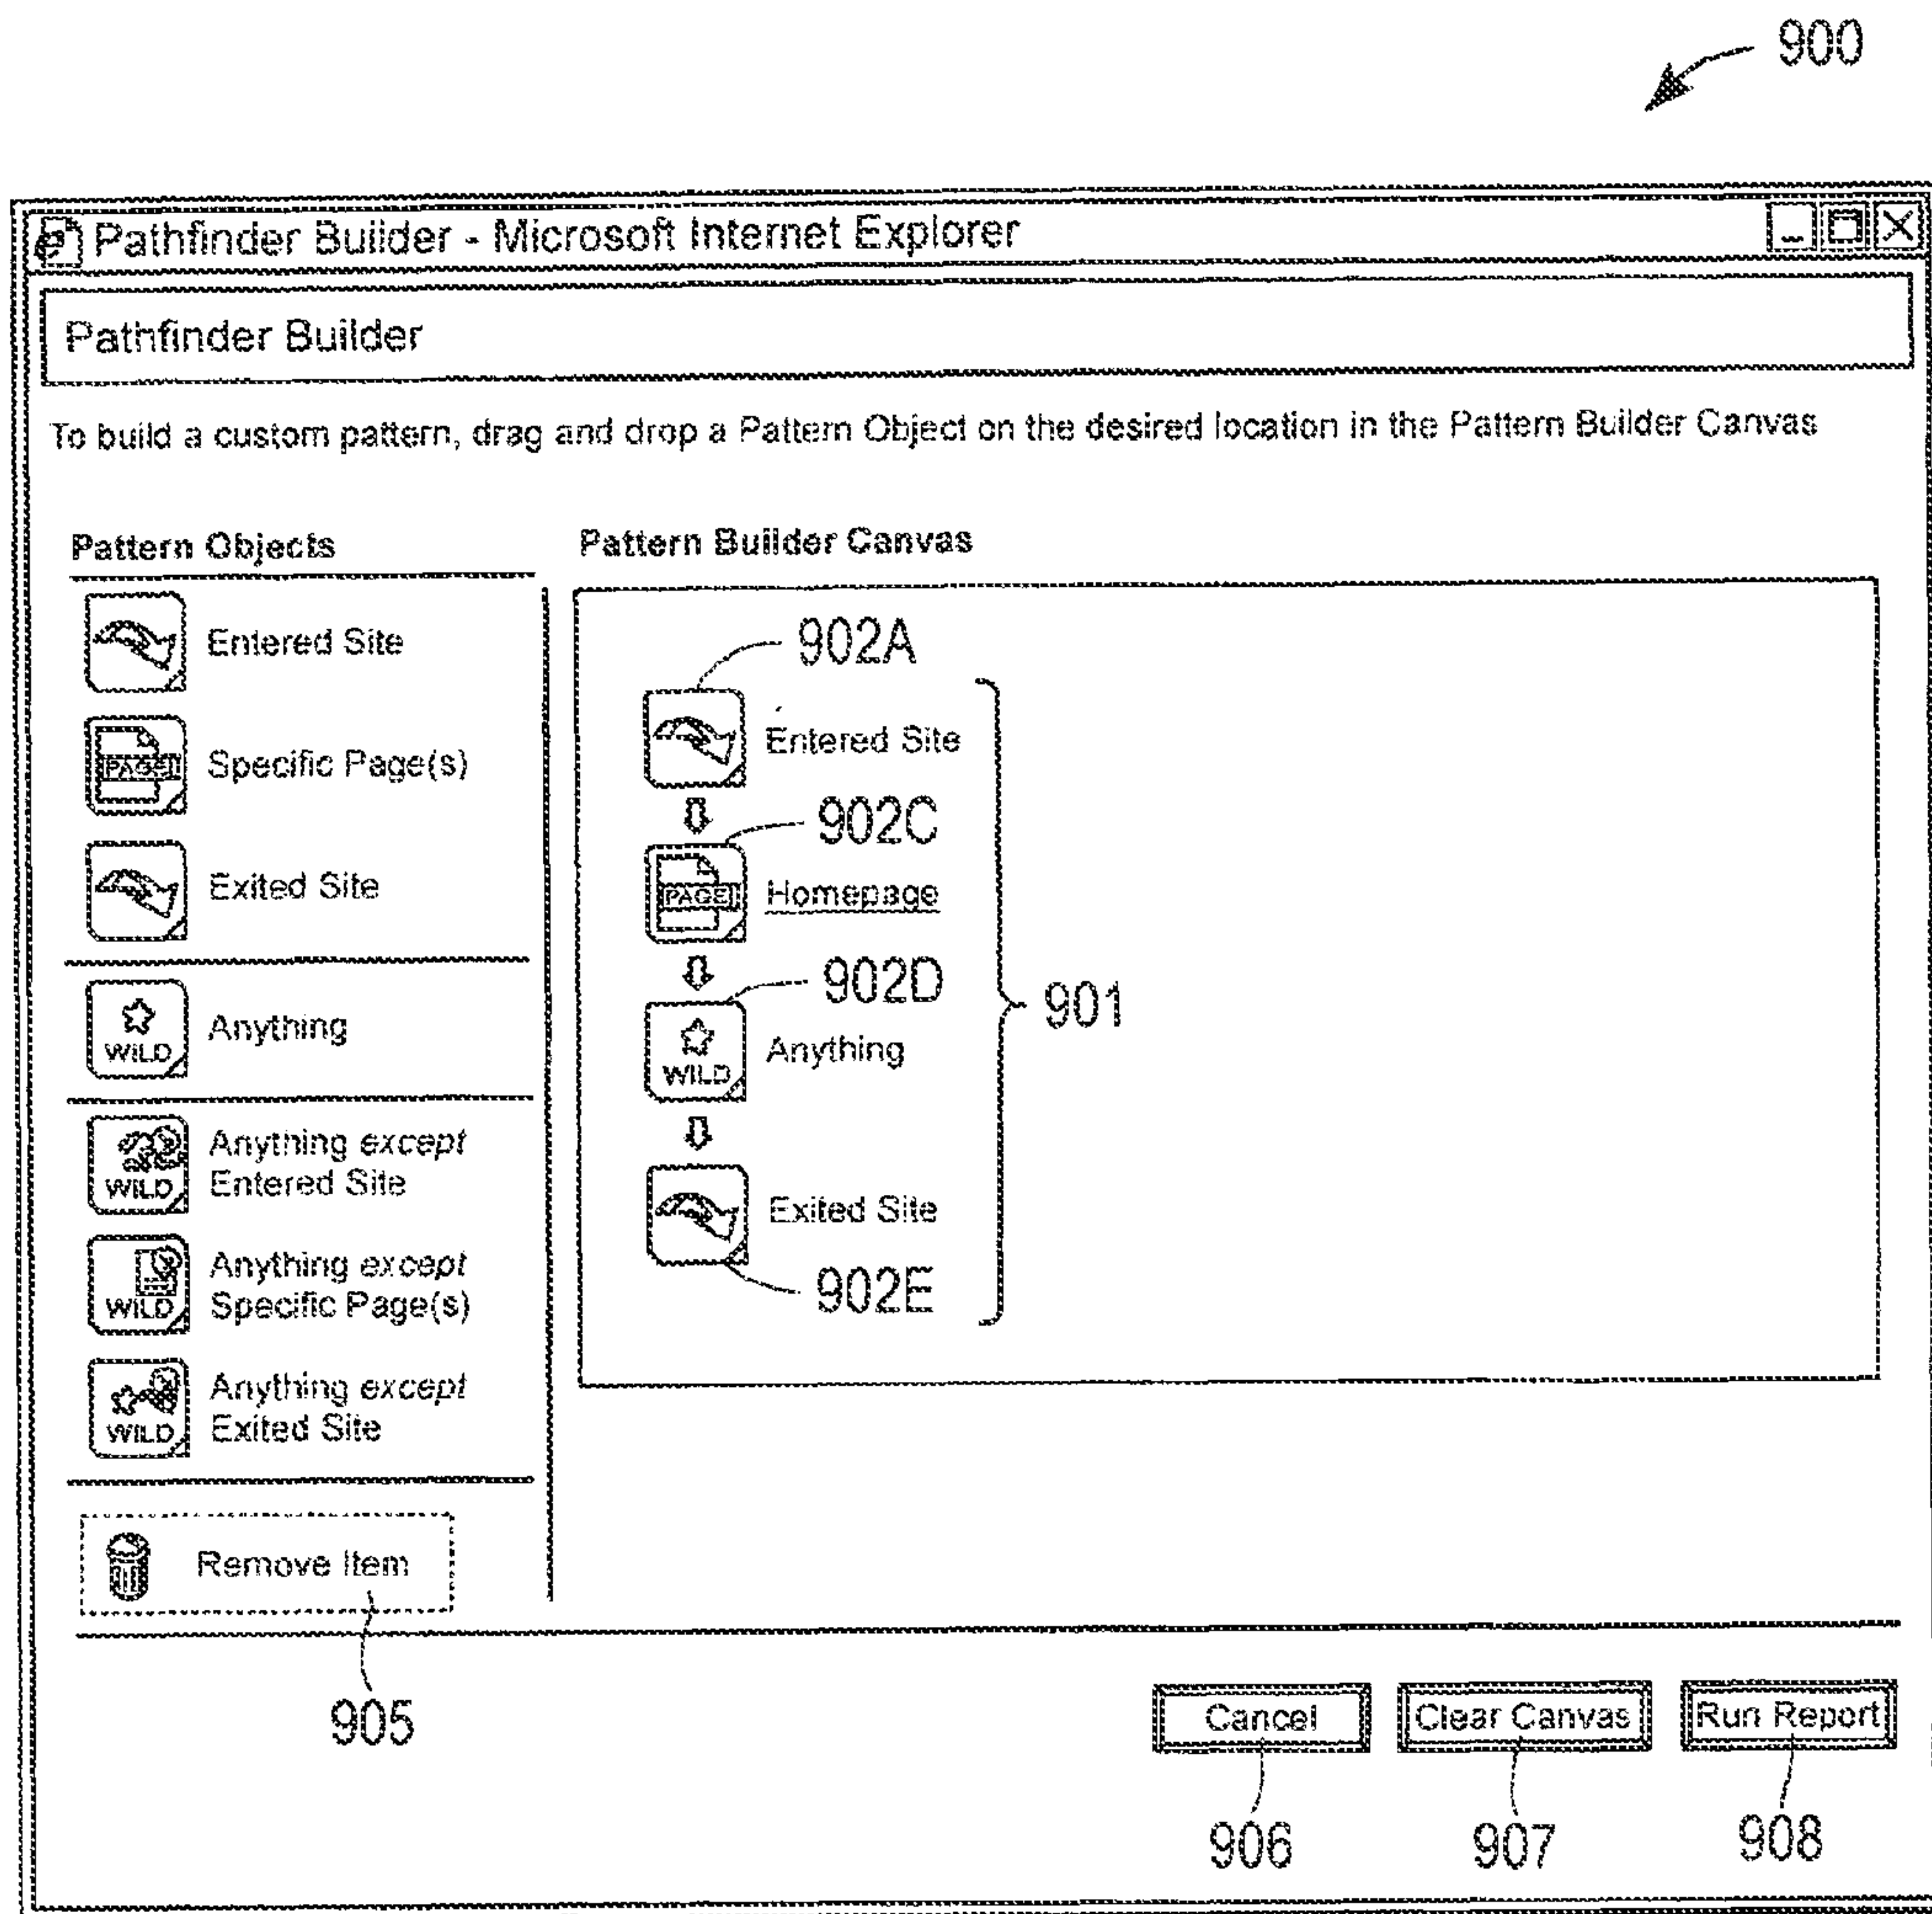 900
Pathfinder Builder - Microsoft Internet Explorer
Pathfinder Builder
To build a custom pattern, drag and drop a Pattern Object on the desired location in the Pattern Builder Canvas
Pattern Objects
Entered Site
PAGE
Specific Page(s)
Exited Site
WILD
Anything
WILD
Anything except
Entered Site
WILD
Anything except
Specific Page(s)
WILD
Anything except
Exited Site
Remove Item
905
Pattern Builder Canvas
902A
Entered Site
902C
PAGE
Homepage
902D
WILD
Anything
901
Exited Site
902E
Cancel
Clear Canvas
Run Report
906
907
908